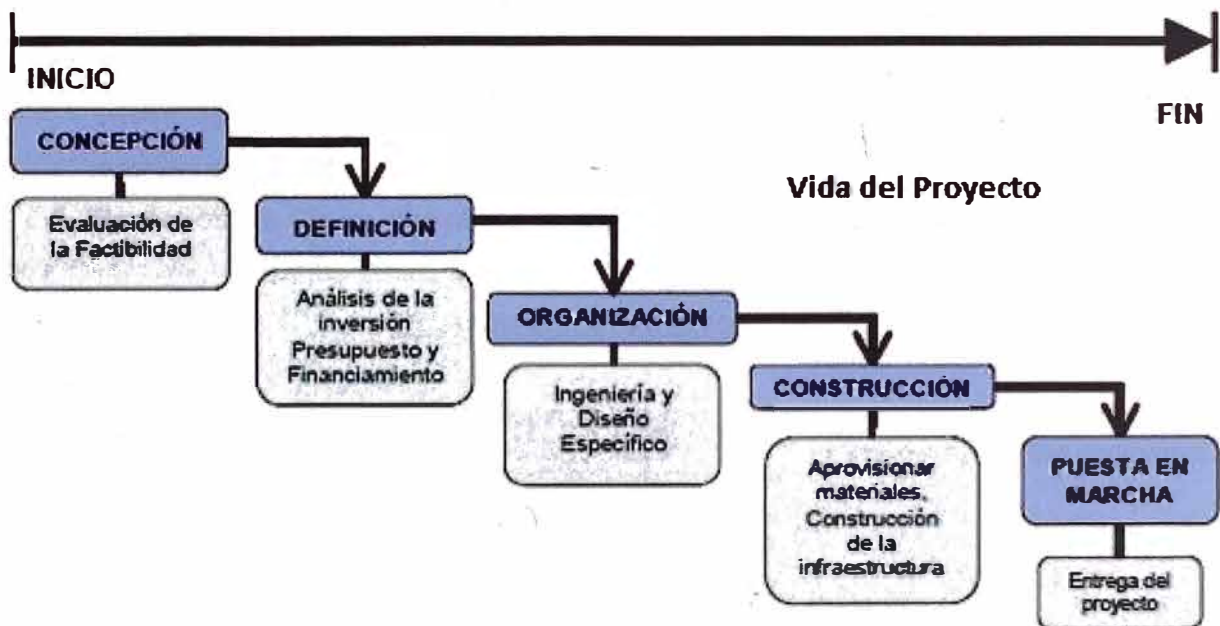 INICIO
FIN
CONCEPCIÓN
Evaluación de
la Factibilidad
Vida del Proyecto
DEFINICIÓN
Análisis de la
inversión
Presupuesto y
Financiamiento
ORGANIZACIÓN
Ingeniería y
Diseño
Específico
CONSTRUCCIÓN
Aprovisionar
materiales.
Construcción
de la
infraestructura
PUESTA EN
MARCHA
Entrega del
proyecto